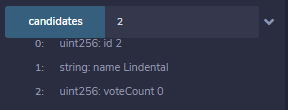 candidates 2
0: uint256: id 2
1: string: name Lindental
2: uint256: voteCount 0